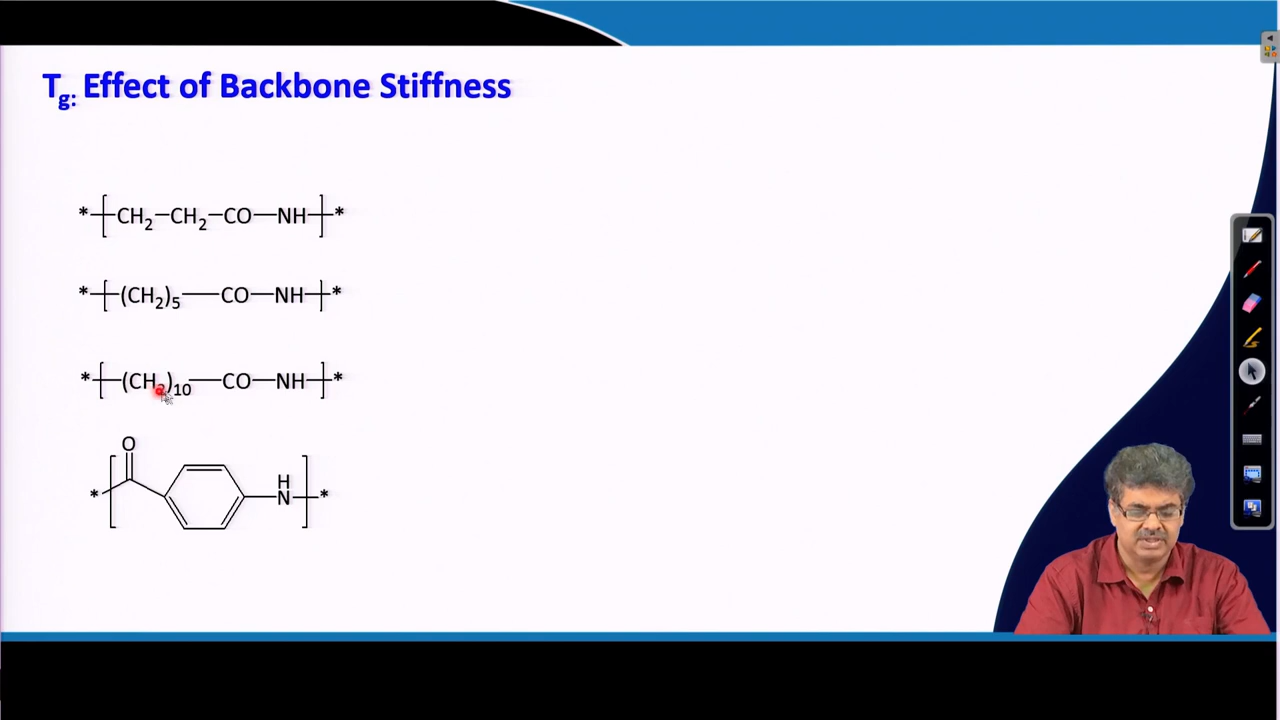 Tg: Effect of Backbone Stiffness
*-[-CH2-CH2-CO-NH-]-*
*-[-(CH2)5-CO-NH-]-*
*-[-(CH2)10-CO-NH-]-*
O
H
* N *